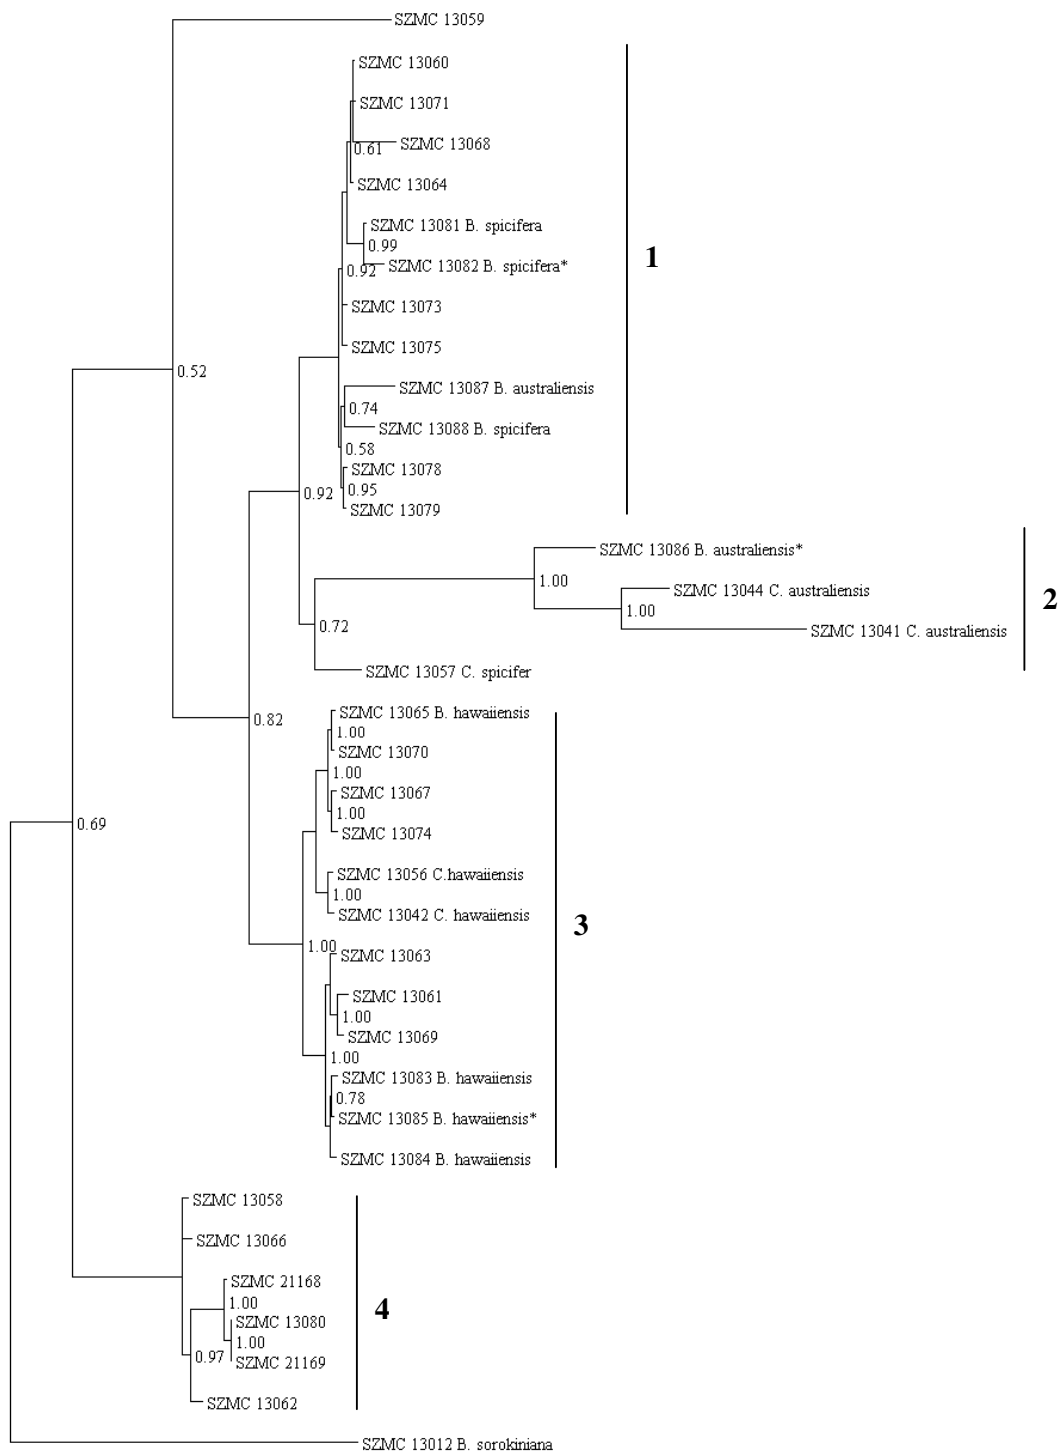 SZMC 13059
SZMC 13060
SZMC 13071
0.61
SZMC 13068
SZMC 13064
SZMC 13081 B. spicifera
0.99
0.92
SZMC 13082 B. spicifera*
1
SZMC 13073
SZMC 13075
0.52
SZMC 13087 B. australiensis
0.74
SZMC 13088 B. spicifera
0.58
SZMC 13078
0.92
0.95
SZMC 13079
SZMC 13086 B. australiensis*
1.00
SZMC 13044 C. australiensis
2
1.00
0.72
SZMC 13041 C. australiensis
SZMC 13057 C. spicifer
0.82
SZMC 13065 B. hawaiiensis
1.00
SZMC 13070
1.00
SZMC 13067
1.00
0.69
SZMC 13074
SZMC 13056 C.hawaiiensis
1.00
SZMC 13042 C. hawaiiensis
3
1.00
SZMC 13063
SZMC 13061
1.00
SZMC 13069
1.00
SZMC 13083 B. hawaiiensis
0.78
SZMC 13085 B. hawaiiensis*
SZMC 13084 B. hawaiiensis
SZMC 13058
SZMC 13066
SZMC 21168
1.00
4
SZMC 13080
1.00
0.97
SZMC 21169
SZMC 13062
SZMC 13012 B. sorokiniana